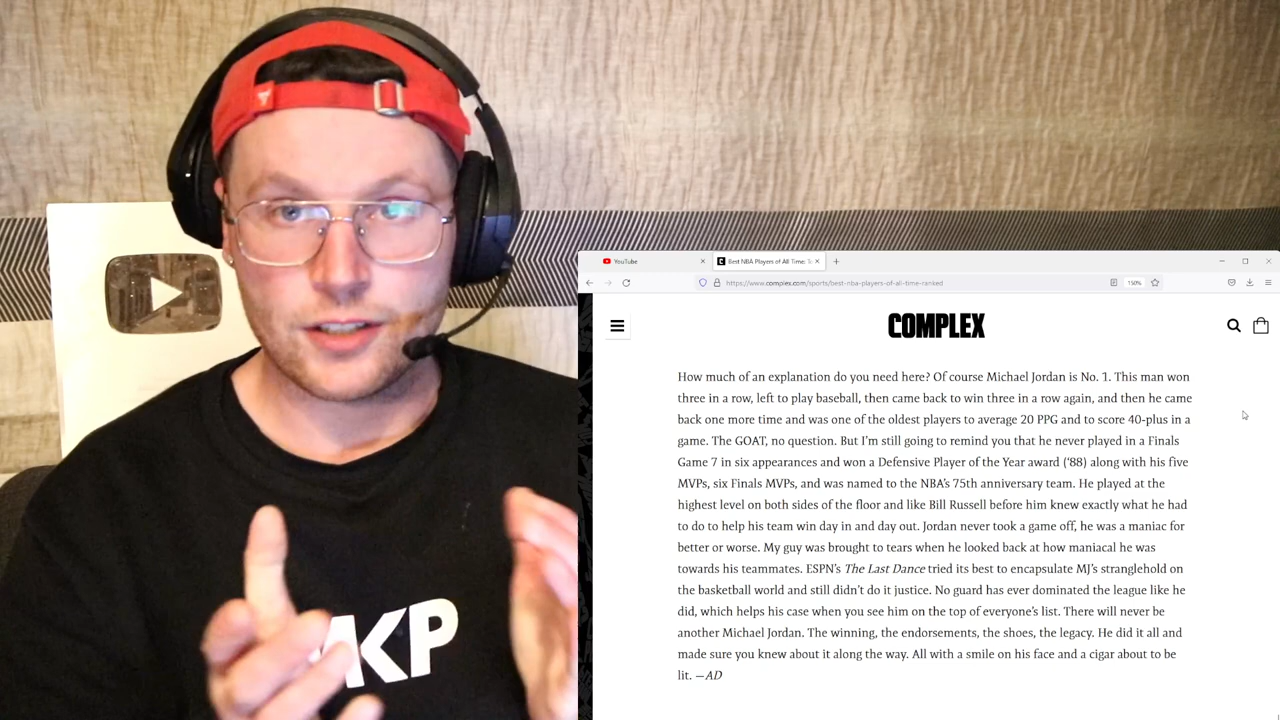 MKP
YouTube
Best NBA Players of All Time: To
https://www.complex.com/sports/best-nba-players-of-all-time-ranked
150%
COMPLEX
How much of an explanation do you need here? Of course Michael Jordan is No. 1. This man won
three in a row, left to play baseball, then came back to win three in a row again, and then he came
back one more time and was one of the oldest players to average 20 PPG and to score 40-plus in a
game. The GOAT, no question. But I’m still going to remind you that he never played in a Finals
Game 7 in six appearances and won a Defensive Player of the Year award (‘88) along with his five
MVPs, six Finals MVPs, and was named to the NBA’s 75th anniversary team. He played at the
highest level on both sides of the floor and like Bill Russell before him knew exactly what he had
to do to help his team win day in and day out. Jordan never took a game off, he was a maniac for
better or worse. My guy was brought to tears when he looked back at how maniacal he was
towards his teammates. ESPN’s The Last Dance tried its best to encapsulate MJ’s stranglehold on
the basketball world and still didn’t do it justice. No guard has ever dominated the league like he
did, which helps his case when you see him on the top of everyone’s list. There will never be
another Michael Jordan. The winning, the endorsements, the shoes, the legacy. He did it all and
made sure you knew about it along the way. All with a smile on his face and a cigar about to be
lit. —AD